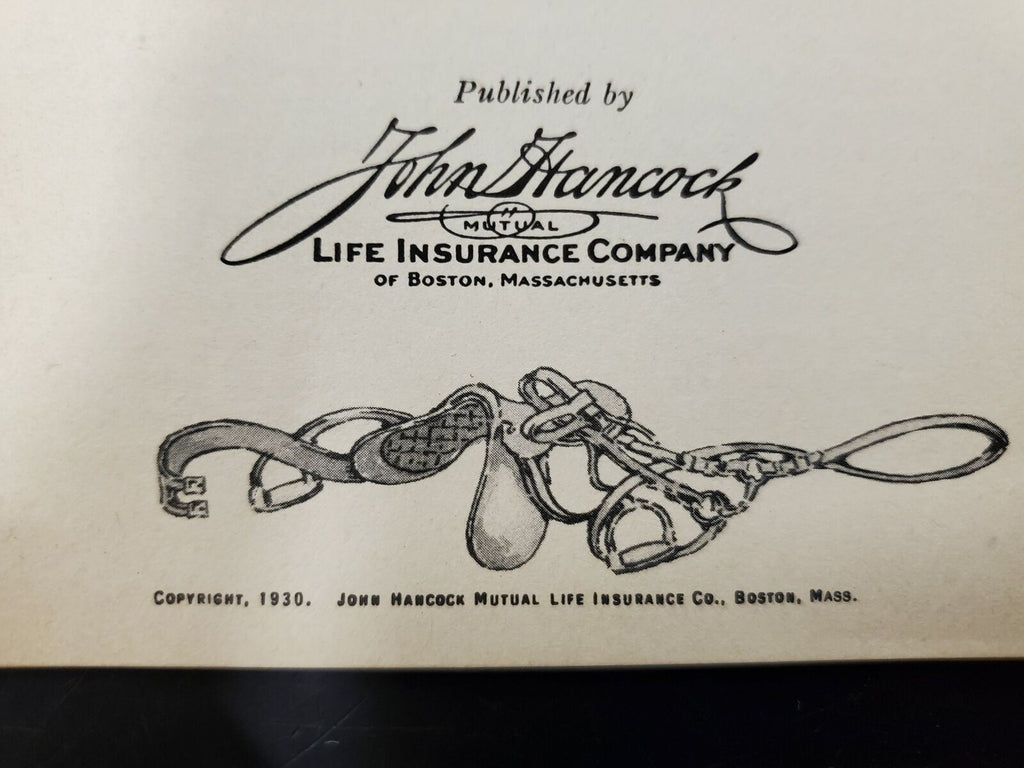 Published by
John Hancock
MUTUAL
LIFE INSURANCE COMPANY
OF BOSTON, MASSACHUSETTS
COPYRIGHT, 1930. JOHN HANCOCK MUTUAL LIFE INSURANCE CO., BOSTON, MASS.